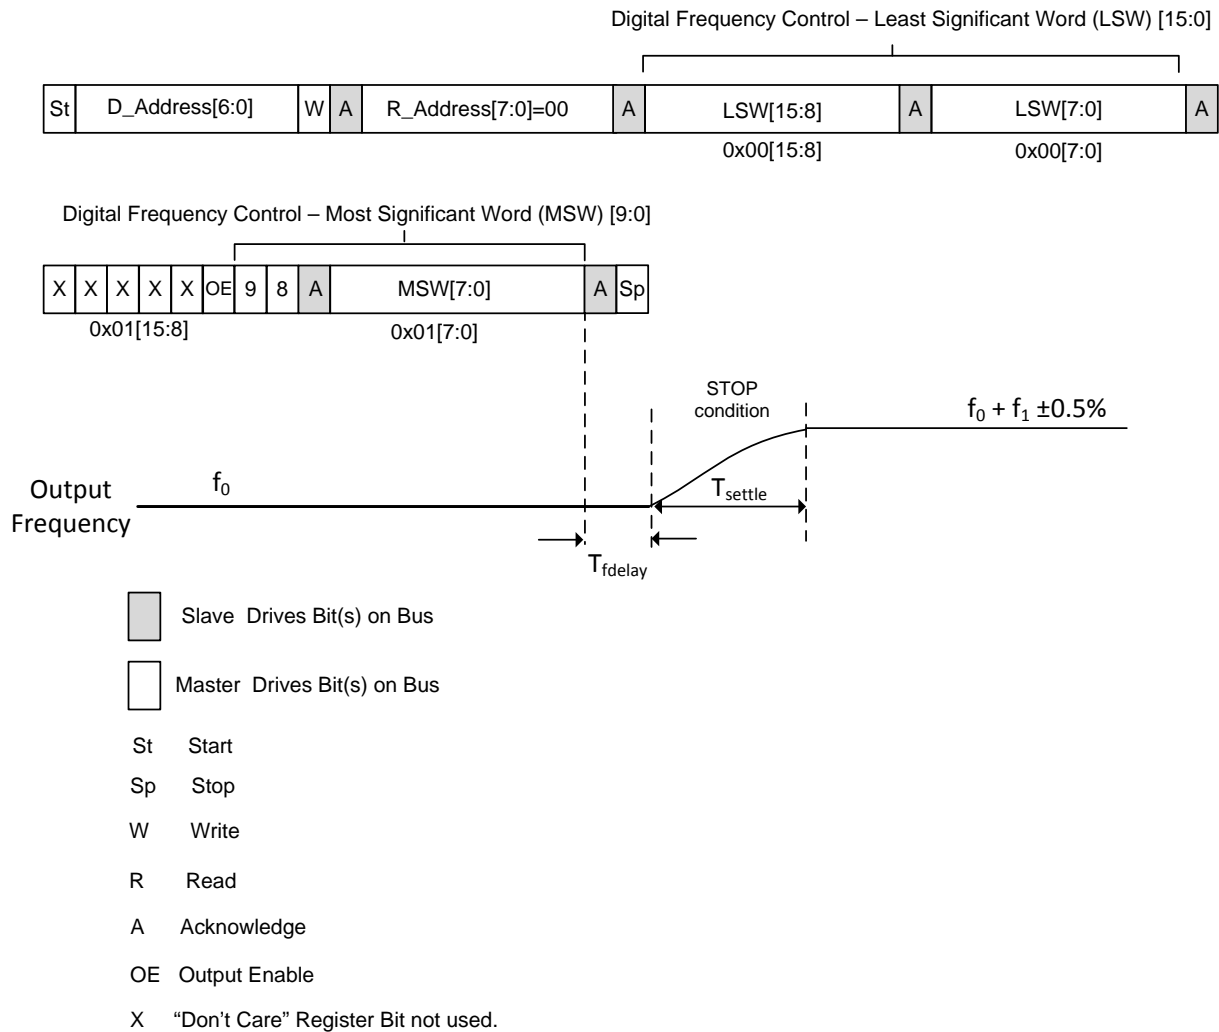 Digital Frequency Control – Least Significant Word (LSW) [15:0]
St D_Address[6:0] W A R_Address[7:0]=00 A LSW[15:8] A LSW[7:0] A
0x00[15:8] 0x00[7:0]
Digital Frequency Control – Most Significant Word (MSW) [9:0]
X X X X X OE 9 8 A MSW[7:0] A Sp
0x01[15:8] 0x01[7:0]
STOP
condition
f0 + f1 ±0.5%
f0
Output
Frequency
Tsettle
Tfdelay
Slave Drives Bit(s) on Bus
Master Drives Bit(s) on Bus
St Start
Sp Stop
W Write
R Read
A Acknowledge
OE Output Enable
X “Don’t Care” Register Bit not used.